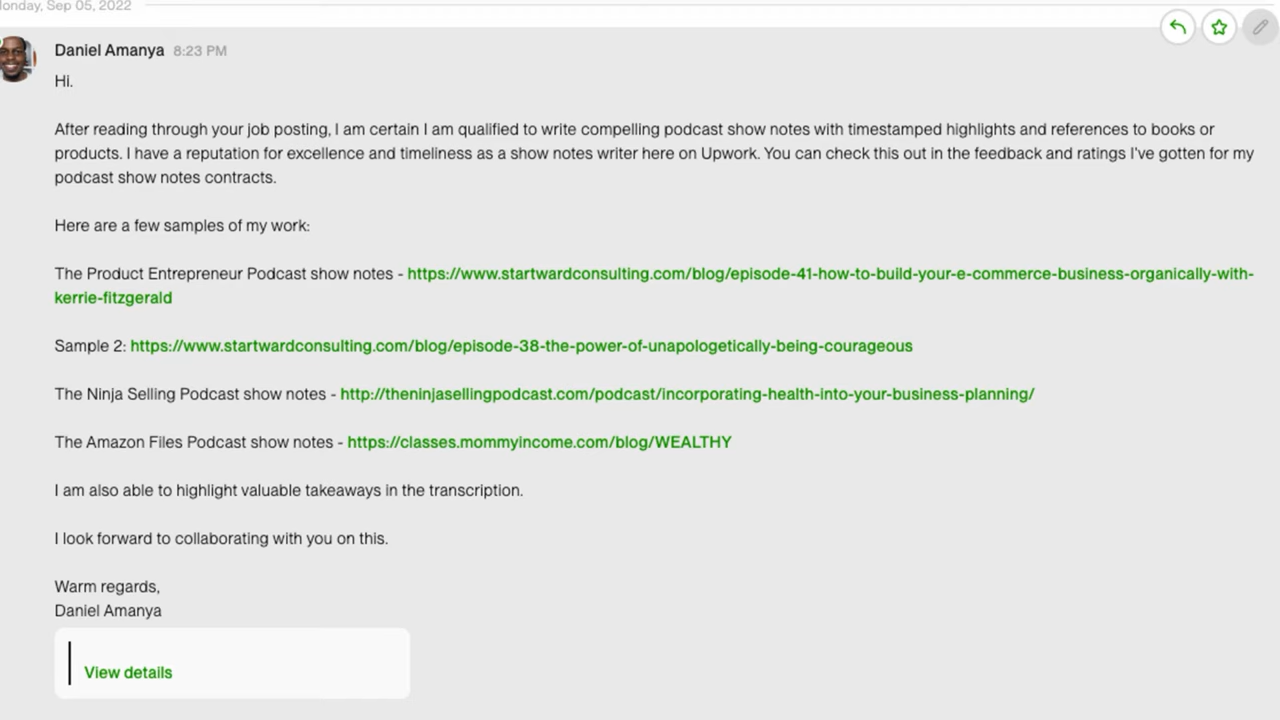 onday, Sep 05, 2022
Daniel Amanya 8:23 PM
Hi.
After reading through your job posting, I am certain I am qualified to write compelling podcast show notes with timestamped highlights and references to books or
products. I have a reputation for excellence and timeliness as a show notes writer here on Upwork. You can check this out in the feedback and ratings I've gotten for my
podcast show notes contracts.
Here are a few samples of my work:
The Product Entrepreneur Podcast show notes - https://www.startwardconsulting.com/blog/episode-41-how-to-build-your-e-commerce-business-organically-with-
kerrie-fitzgerald
Sample 2: https://www.startwardconsulting.com/blog/episode-38-the-power-of-unapologetically-being-courageous
The Ninja Selling Podcast show notes - http://theninjasellingpodcast.com/podcast/incorporating-health-into-your-business-planning/
The Amazon Files Podcast show notes - https://classes.mommyincome.com/blog/WEALTHY
I am also able to highlight valuable takeaways in the transcription.
I look forward to collaborating with you on this.
Warm regards,
Daniel Amanya
View details